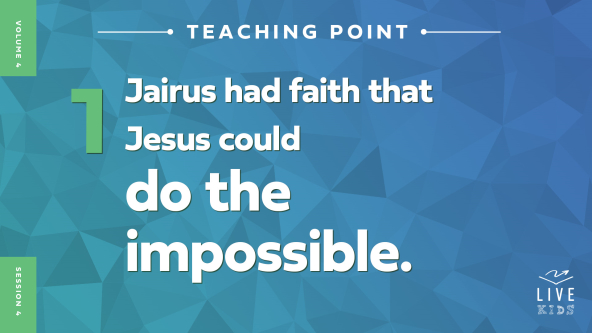 VOLUME 4
TEACHING POINT
1
Jairus had faith that
Jesus could
do the
impossible.
SESSION 4
LIVE
KIDS